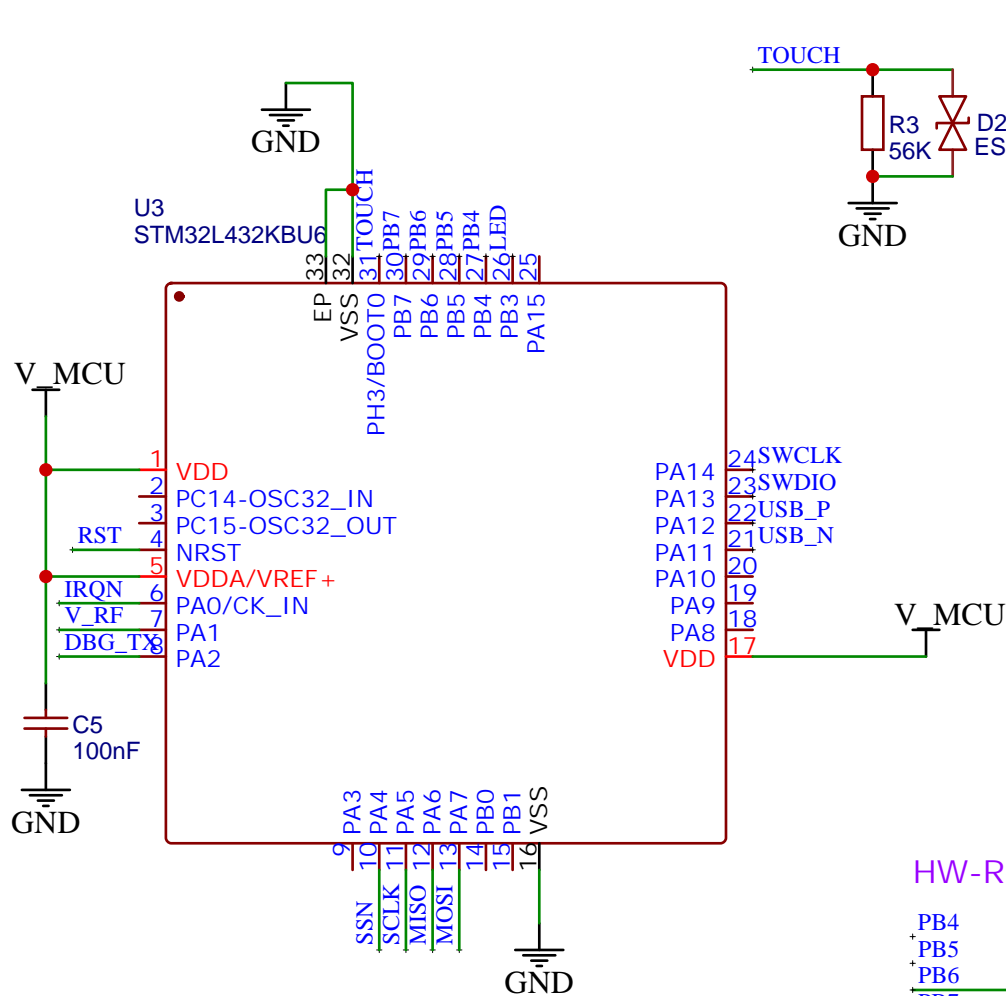 TOUCH
R3
56K
D2
ES
GND
GND
U3
STM32L432KBU6
33
32
31
30
29
28
27
26
25
TOUCH
PB7
PB6
PB5
PB4
LED
EP
VSS
PH3/BOOT0
PB7
PB6
PB5
PB4
PB3
PA15
V_MCU
1 VDD
2 PC14-OSC32_IN
3 PC15-OSC32_OUT
RST 4 NRST
5 VDDA/VREF+
IRQN 6 PA0/CK_IN
V_RF 7 PA1
DBG_TX 8 PA2
PA14 24 SWCLK
PA13 23 SWDIO
PA12 22 USB_P
PA11 21 USB_N
PA10 20
PA9 19
PA8 18
VDD 17
V_MCU
C5
100nF
GND
PA3
PA4
PA5
PA6
PA7
PB0
PB1
VSS
9
10
11
12
13
14
15
16
SSN
SCLK
MISO
MOSI
GND
HW-R
PB4
PB5
PB6
PB7